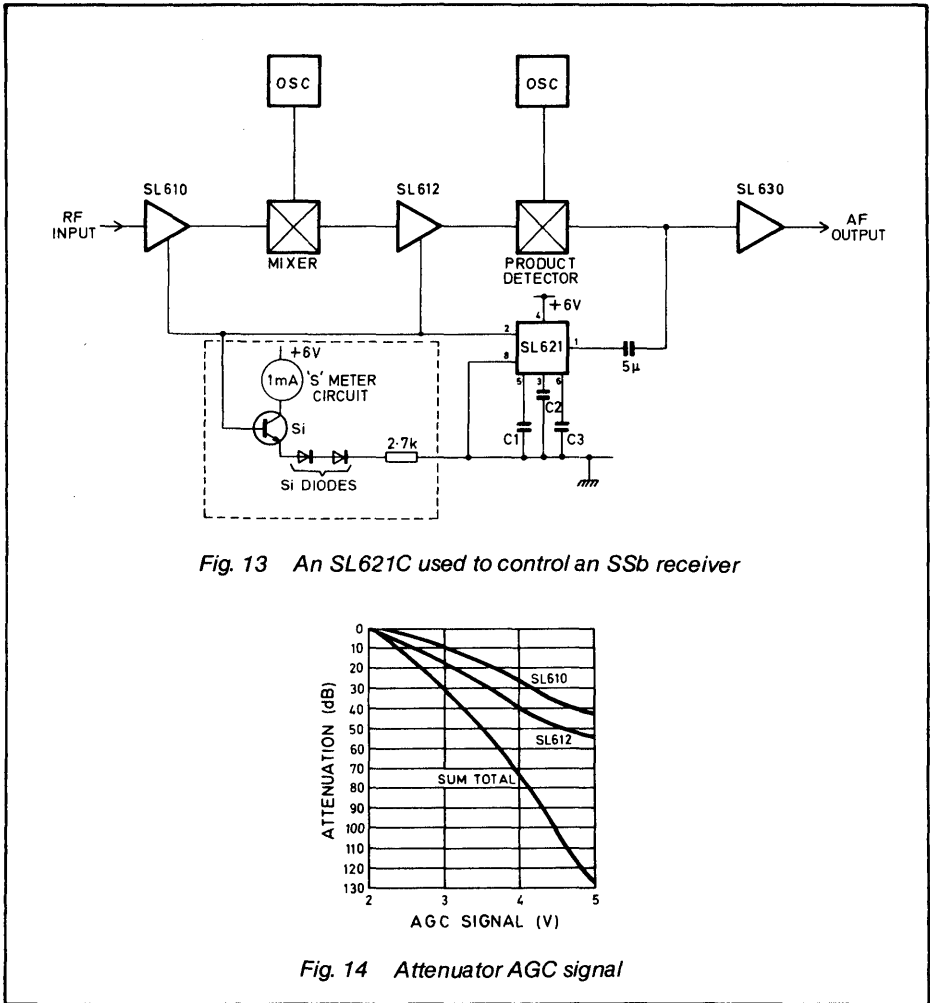 OSC
OSC
SL610
SL612
SL630
RF
INPUT
AF
OUTPUT
MIXER
PRODUCT
DETECTOR
+6V
4
2
SL621
1
8
5μ
5
3
6
C2
C1
C3
+6V
1mA
'S' METER
CIRCUIT
Si
2·7k
Si DIODES
Fig. 13 An SL621C used to control an SSb receiver
ATTENUATION (dB)
0
10
20
30
40
50
60
70
80
90
100
110
120
130
SL610
SL612
SUM TOTAL
2
3
4
5
AGC SIGNAL (V)
Fig. 14 Attenuator AGC signal